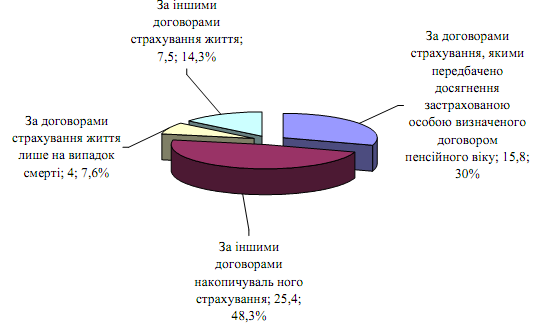 За іншими
договорами
страхування життя;
7,5; 14,3%
За договорами
страхування, якими
передбачено
досягнення
застрахованою
особою визначеного
договором
пенсійного віку; 15,8;
30%
За договорами
страхування життя
лише на випадок
смерті; 4; 7,6%
За іншими
договорами
накопичуваль ного
страхування; 25,4;
48,3%